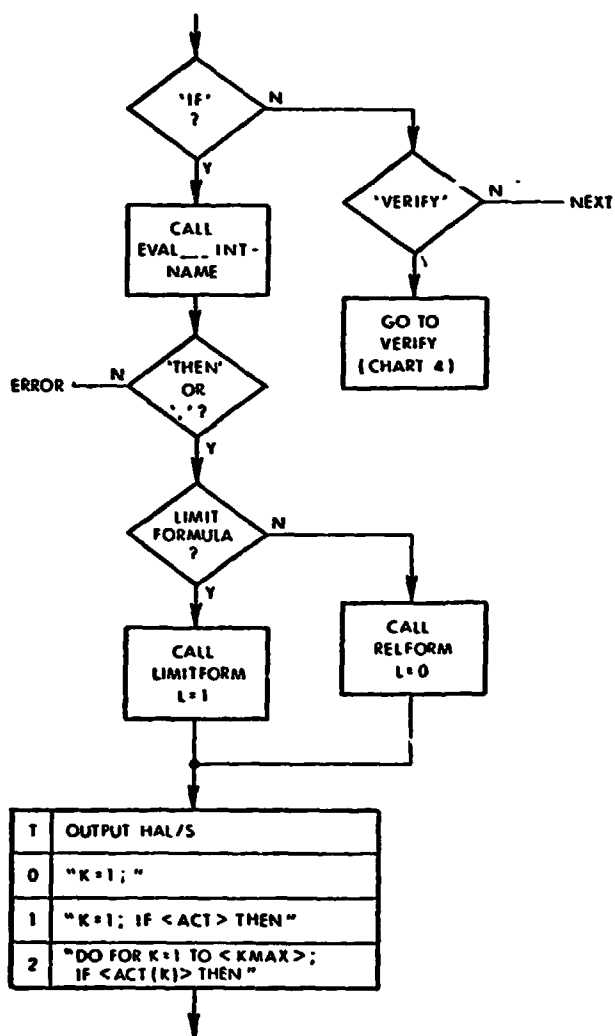 'IF'
?
N
Y
'VERIFY'
N
NEXT
CALL
EVAL__INT-
NAME
GO TO
VERIFY
(CHART 4)
'THEN'
OR
','?
N
ERROR
Y
LIMIT
FORMULA
?
N
Y
CALL
LIMITFORM
L=1
CALL
RELFORM
L=0
T OUTPUT HAL/S
0 "K=1;"
1 "K=1; IF <ACT> THEN"
2 "DO FOR K=1 TO <KMAX>;
IF <ACT(K)> THEN"